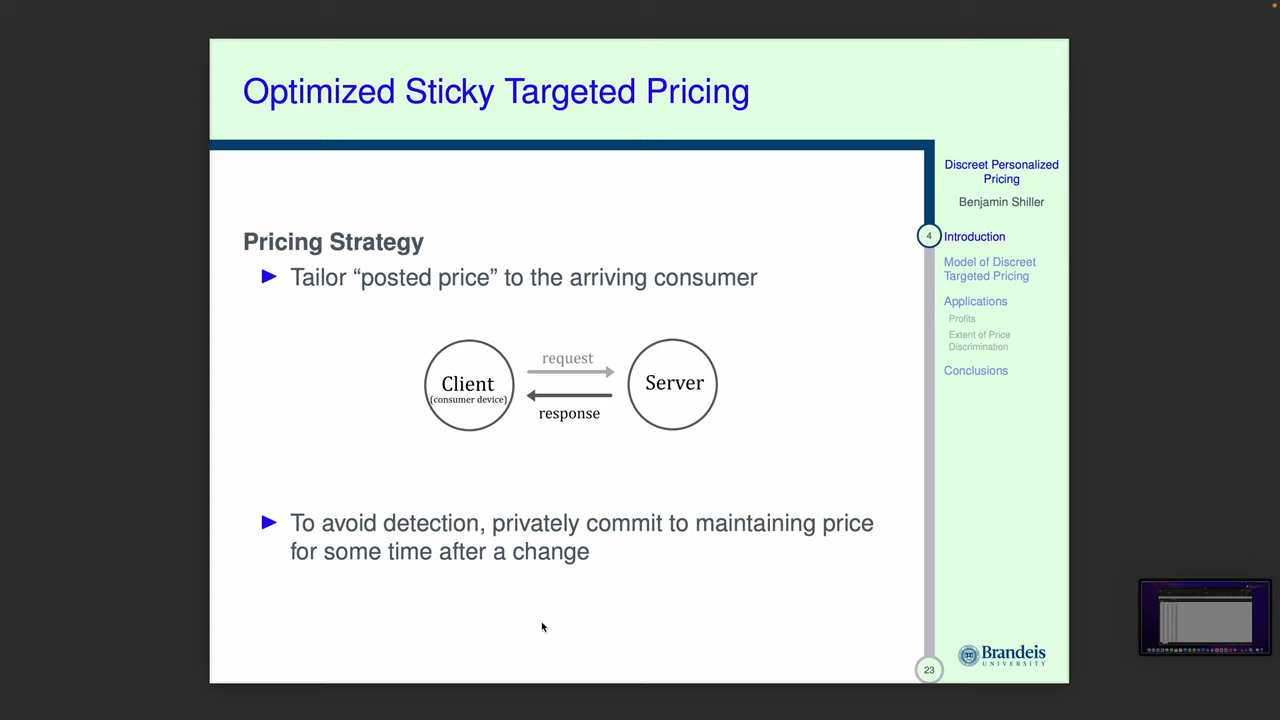 Optimized Sticky Targeted Pricing
Pricing Strategy
Tailor “posted price” to the arriving consumer
Client
(consumer device)
request
response
Server
To avoid detection, privately commit to maintaining price
for some time after a change
Discreet Personalized
Pricing
Benjamin Shiller
4
Introduction
Model of Discreet
Targeted Pricing
Applications
Profits
Extent of Price
Discrimination
Conclusions
Brandeis
UNIVERSITY
23